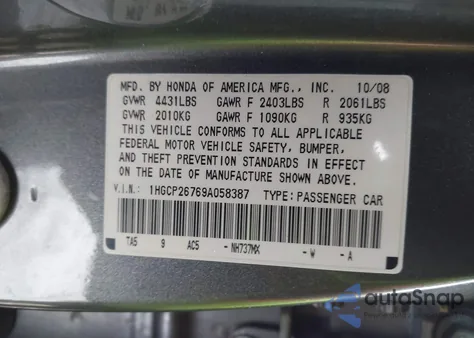 MFD. BY HONDA OF AMERICA MFG., INC. 10/08
GVWR 4431LBS GAWR F 2403LBS R 2061LBS
GVWR 2010KG GAWR F 1090KG R 935KG
THIS VEHICLE CONFORMS TO ALL APPLICABLE
FEDERAL MOTOR VEHICLE SAFETY, BUMPER,
AND THEFT PREVENTION STANDARDS IN EFFECT
ON THE DATE OF MANUFACTURE SHOWN ABOVE.
V.I.N.: 1HGCP26769A058387 TYPE: PASSENGER CAR
TA5 9 AC5 - NH737MX - W - A
autoSnap